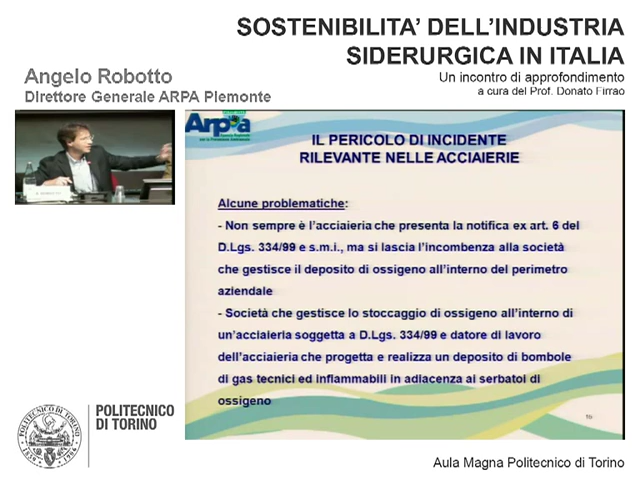 SOSTENIBILITA' DELL'INDUSTRIA
SIDERURGICA IN ITALIA
Un incontro di approfondimento
a cura del Prof. Donato Firrao
Angelo Robotto
Direttore Generale ARPA Piemonte
Arpa
IL PERICOLO DI INCIDENTE
RILEVANTE NELLE ACCIAIERIE
Alcune problematiche:
- Non sempre è l'acciaieria che presenta la notifica ex art. 6 del
D.Lgs. 334/99 e s.m.i., ma si lascia l'incombenza alla società
che gestisce il deposito di ossigeno all'interno del perimetro
aziendale
- Società che gestisce lo stoccaggio di ossigeno all'interno di
un'acciaieria soggetta a D.Lgs. 334/99 e datore di lavoro
dell'acciaieria che progetta e realizza un deposito di bombole
di gas tecnici ed infiammabili in adiacenza ai serbatoi di
ossigeno
POLITECNICO
DI TORINO
POLITECNICO DI TORINO
Aula Magna Politecnico di Torino